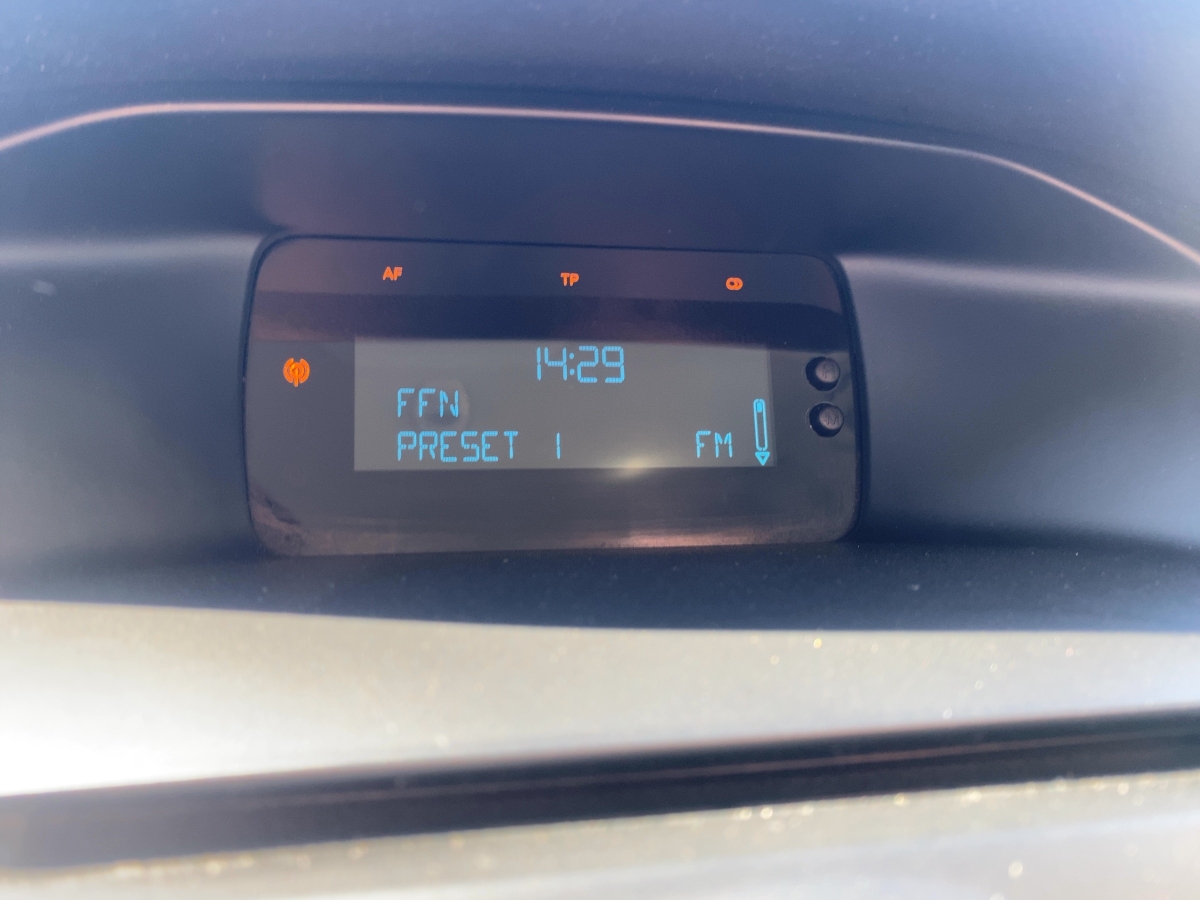 AF TP
14:29
FFN
PRESET 1 FM